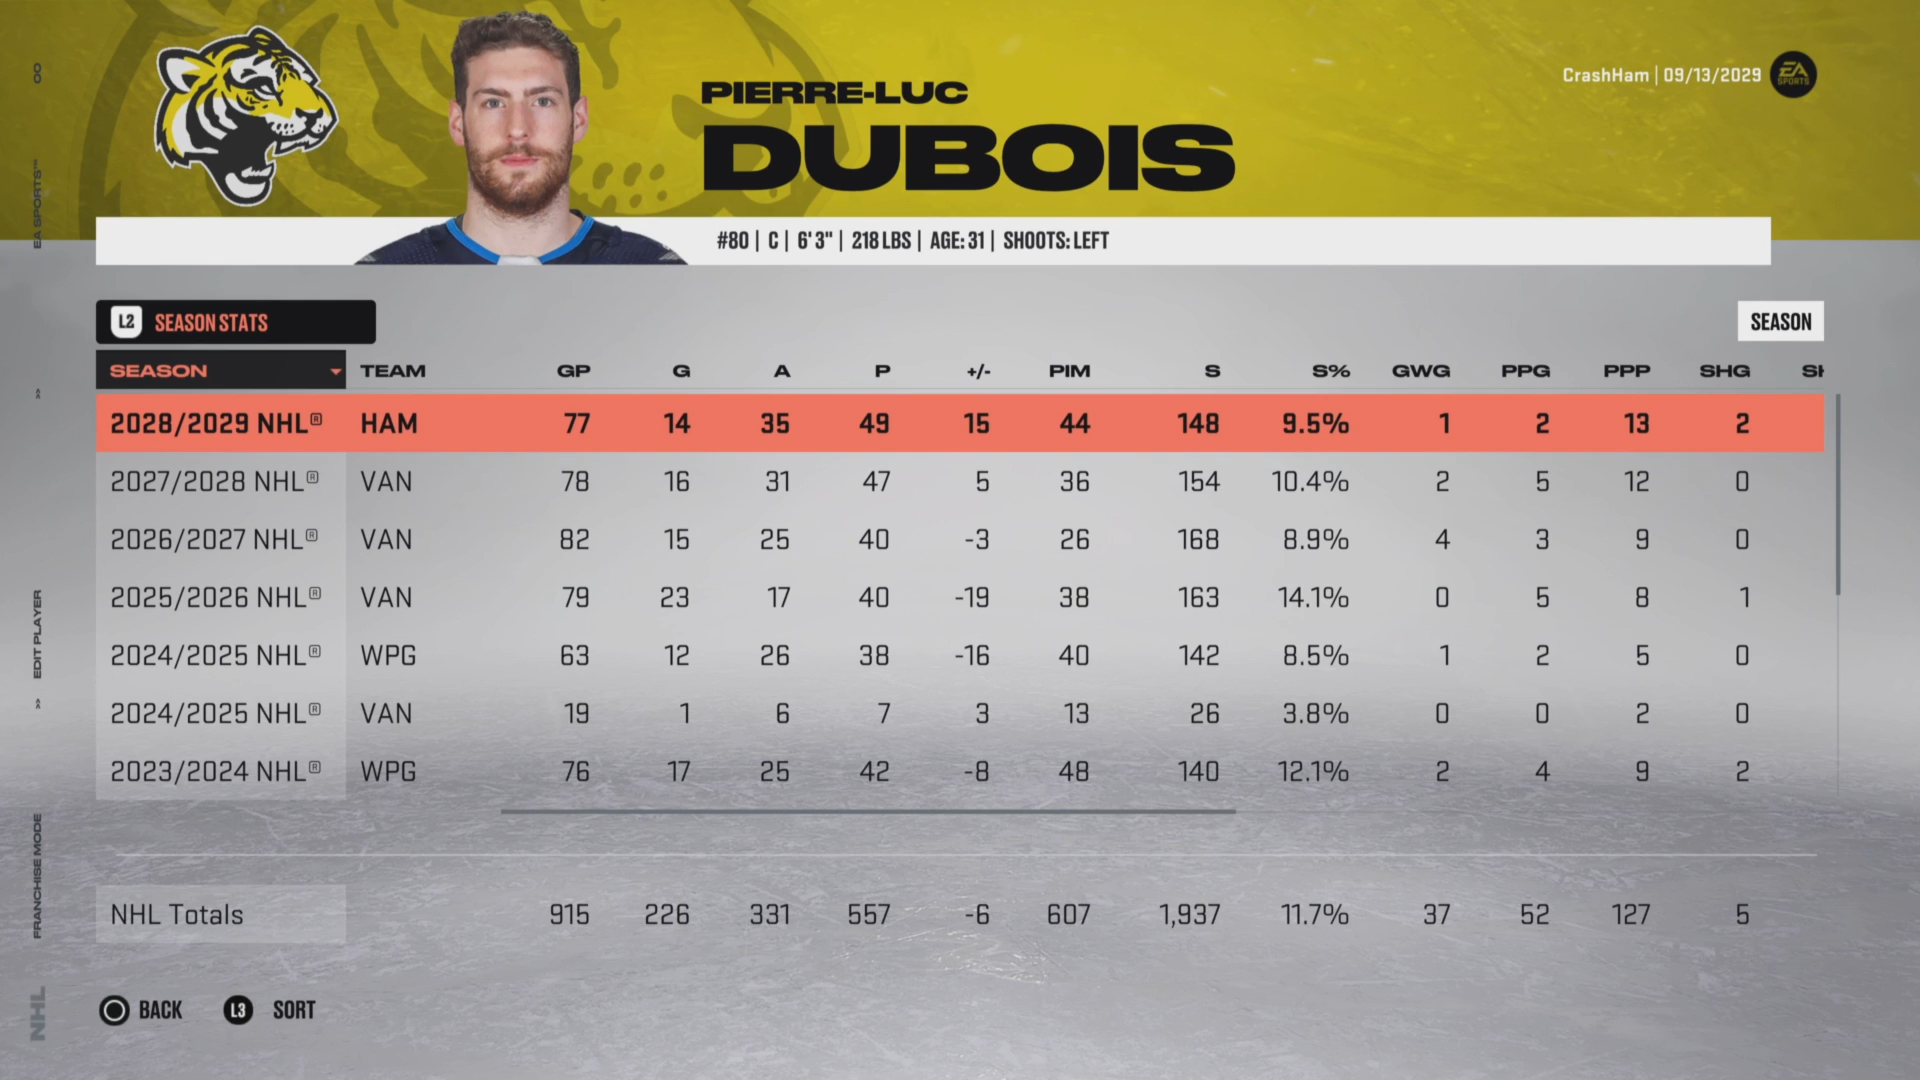 PIERRE-LUC
DUBOIS
CrashHam | 09/13/2029
EA SPORTS
#80 | C | 6' 3" | 218 LBS | AGE: 31 | SHOOTS: LEFT
L2 SEASON STATS
SEASON
SEASON TEAM GP G A P +/- PIM S S% GWG PPG PPP SHG SH
2028/2029 NHL® HAM 77 14 35 49 15 44 148 9.5% 1 2 13 2
2027/2028 NHL® VAN 78 16 31 47 5 36 154 10.4% 2 5 12 0
2026/2027 NHL® VAN 82 15 25 40 -3 26 168 8.9% 4 3 9 0
2025/2026 NHL® VAN 79 23 17 40 -19 38 163 14.1% 0 5 8 1
2024/2025 NHL® WPG 63 12 26 38 -16 40 142 8.5% 1 2 5 0
2024/2025 NHL® VAN 19 1 6 7 3 13 26 3.8% 0 0 2 0
2023/2024 NHL® WPG 76 17 25 42 -8 48 140 12.1% 2 4 9 2
NHL Totals 915 226 331 557 -6 607 1,937 11.7% 37 52 127 5
BACK L3 SORT
NHL FRANCHISE MODE >> EDIT PLAYER >> EA SPORTS™ 00